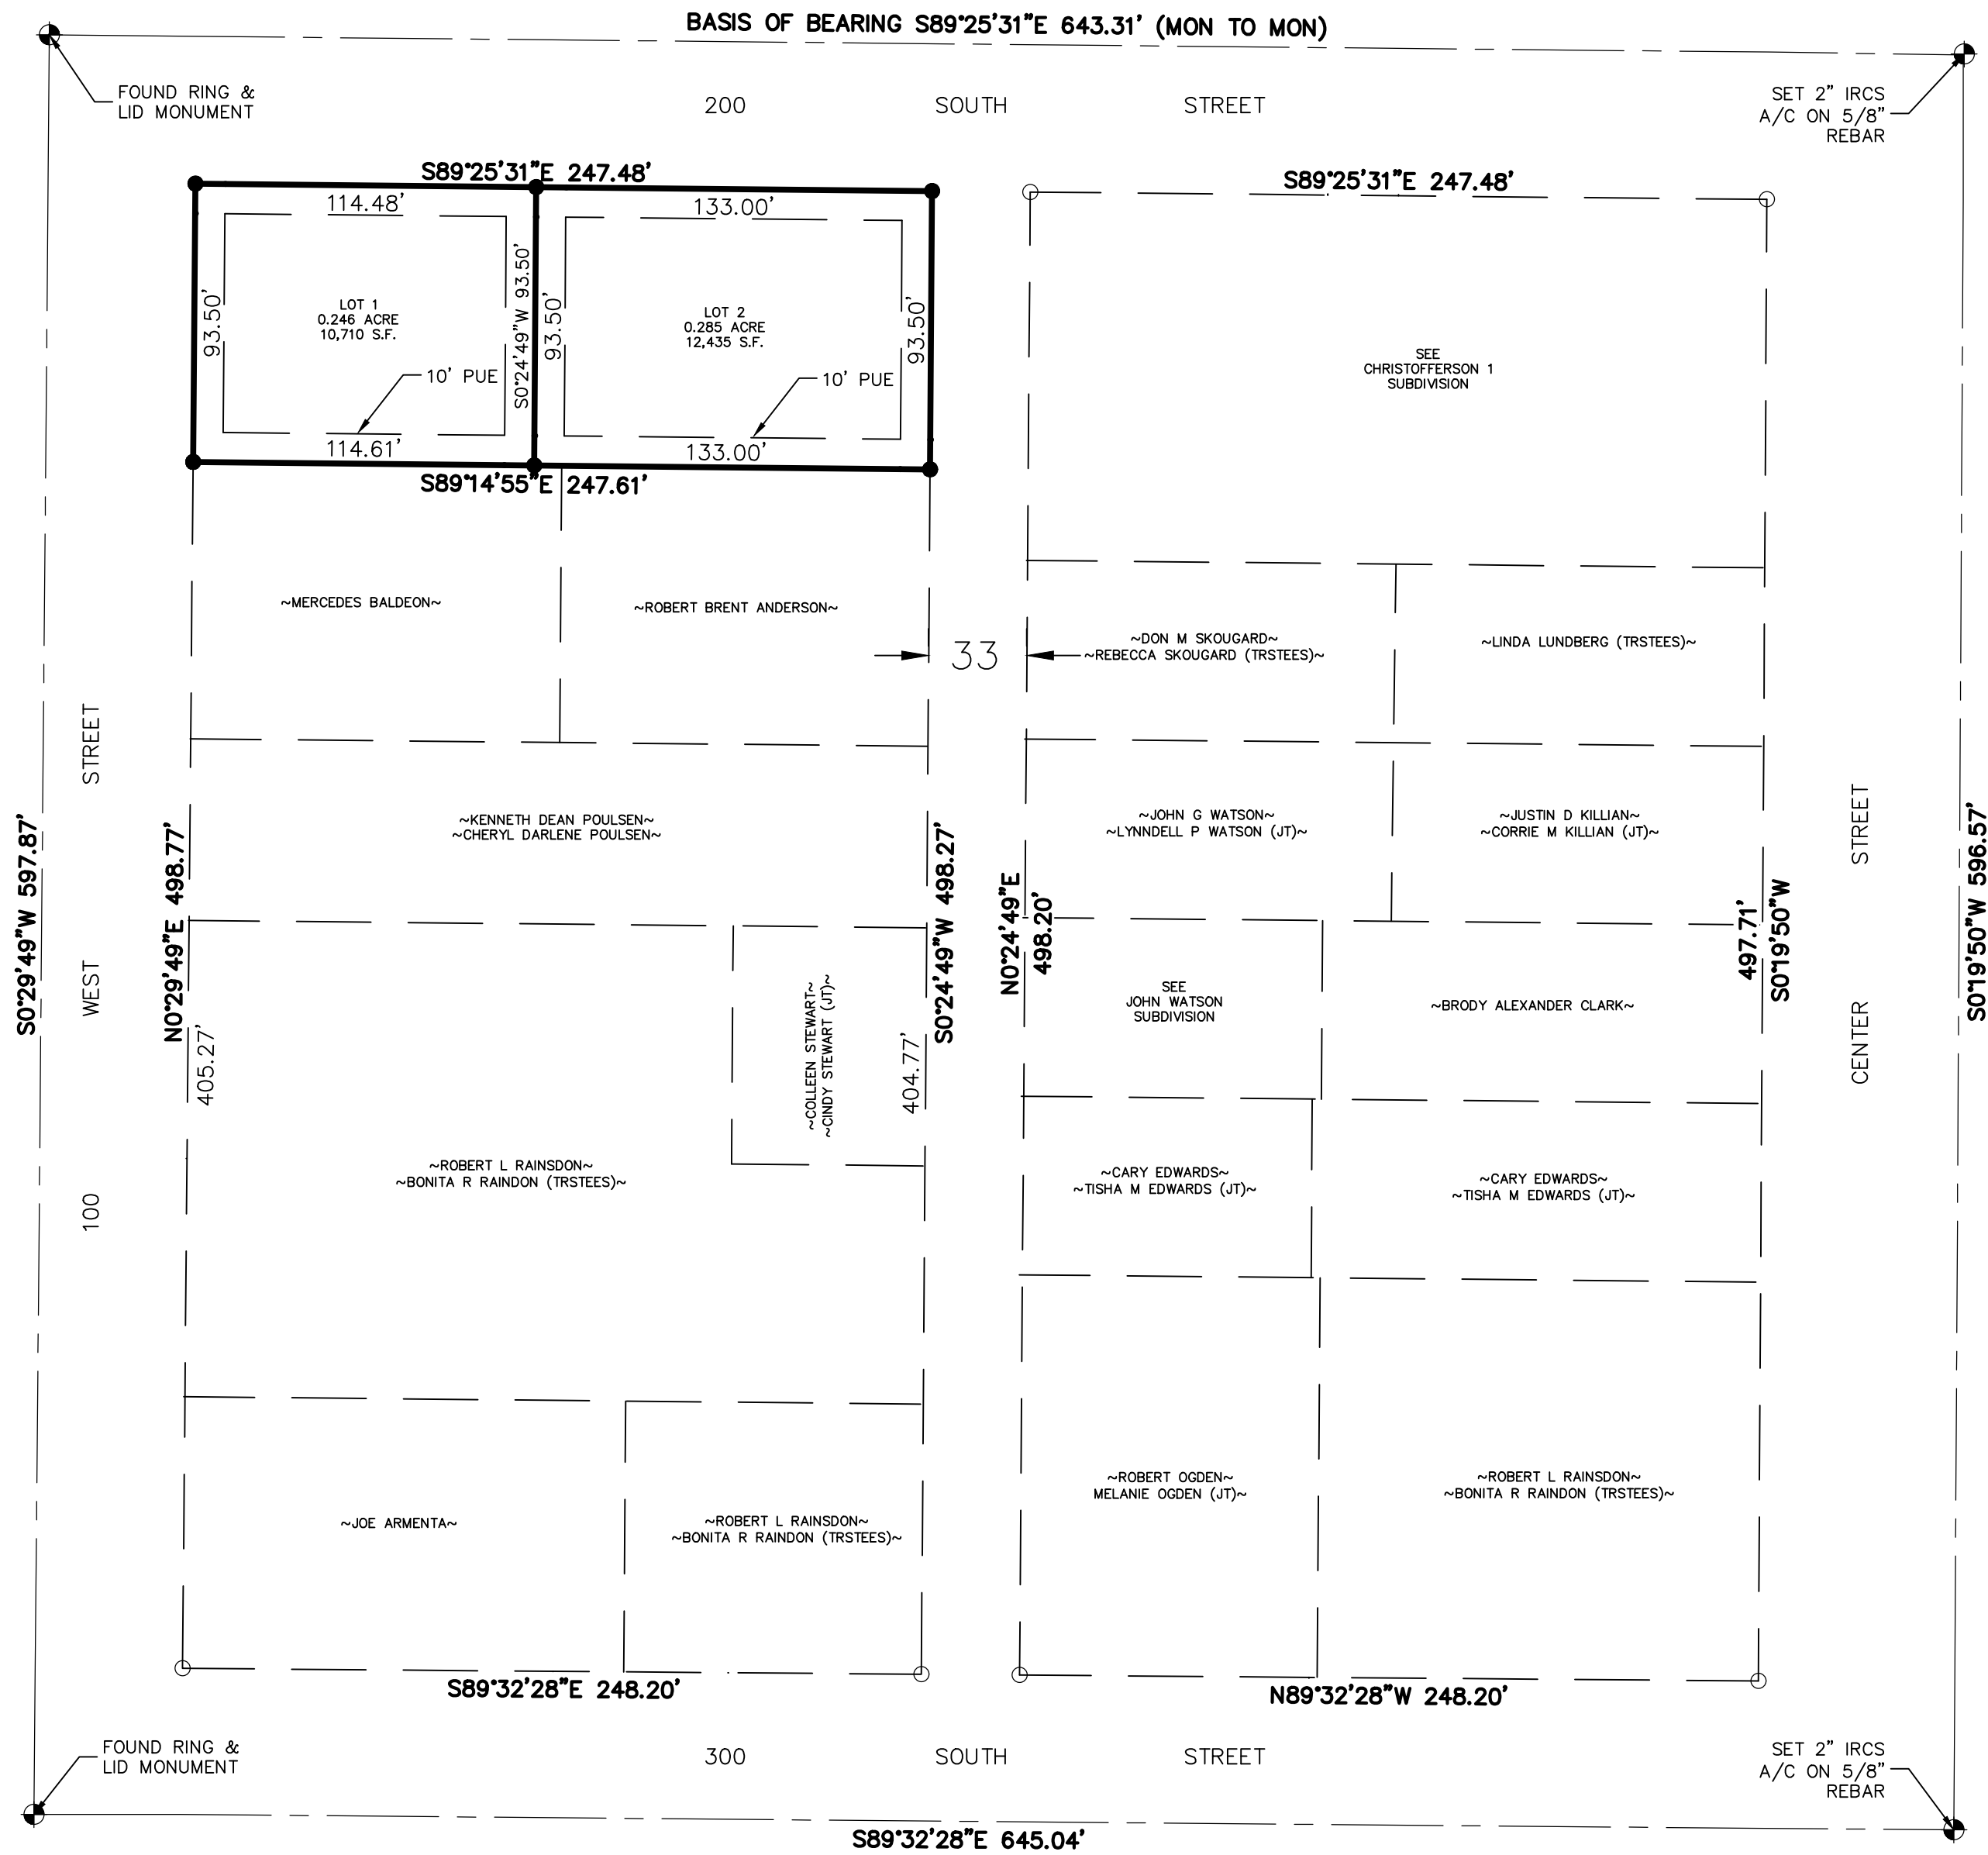 BASIS OF BEARING S89°25'31"E 643.31' (MON TO MON)
FOUND RING &
LID MONUMENT
200 SOUTH STREET
SET 2" IRCS
A/C ON 5/8"
REBAR
S89°25'31"E 247.48'
S89°25'31"E 247.48'
114.48'
133.00'
93.50'
LOT 1
0.246 ACRE
10,710 S.F.
S0°24'49"W 93.50'
93.50'
LOT 2
0.285 ACRE
12,435 S.F.
93.50'
10' PUE
10' PUE
114.61'
133.00'
S89°14'55"E 247.61'
SEE
CHRISTOFFERSON 1
SUBDIVISION
~MERCEDES BALDEON~
~ROBERT BRENT ANDERSON~
33
~DON M SKOUGARD~
~REBECCA SKOUGARD (TRSTEES)~
~LINDA LUNDBERG (TRSTEES)~
100 WEST STREET
S0°29'49"W 597.87'
N0°29'49"E 498.77'
405.27'
~KENNETH DEAN POULSEN~
~CHERYL DARLENE POULSEN~
S0°24'49"W 498.27'
404.77'
N0°24'49"E
498.20'
~JOHN G WATSON~
~LYNNDELL P WATSON (JT)~
~JUSTIN D KILLIAN~
~CORRIE M KILLIAN (JT)~
497.71'
S0°19'50"W
CENTER STREET
S0°19'50"W 596.57'
~COLLEEN STEWART~
~CINDY STEWART (JT)~
SEE
JOHN WATSON
SUBDIVISION
~BRODY ALEXANDER CLARK~
~ROBERT L RAINSDON~
~BONITA R RAINDON (TRSTEES)~
~CARY EDWARDS~
~TISHA M EDWARDS (JT)~
~CARY EDWARDS~
~TISHA M EDWARDS (JT)~
~JOE ARMENTA~
~ROBERT L RAINSDON~
~BONITA R RAINDON (TRSTEES)~
~ROBERT OGDEN~
MELANIE OGDEN (JT)~
~ROBERT L RAINSDON~
~BONITA R RAINDON (TRSTEES)~
S89°32'28"E 248.20'
N89°32'28"W 248.20'
FOUND RING &
LID MONUMENT
300 SOUTH STREET
SET 2" IRCS
A/C ON 5/8"
REBAR
S89°32'28"E 645.04'